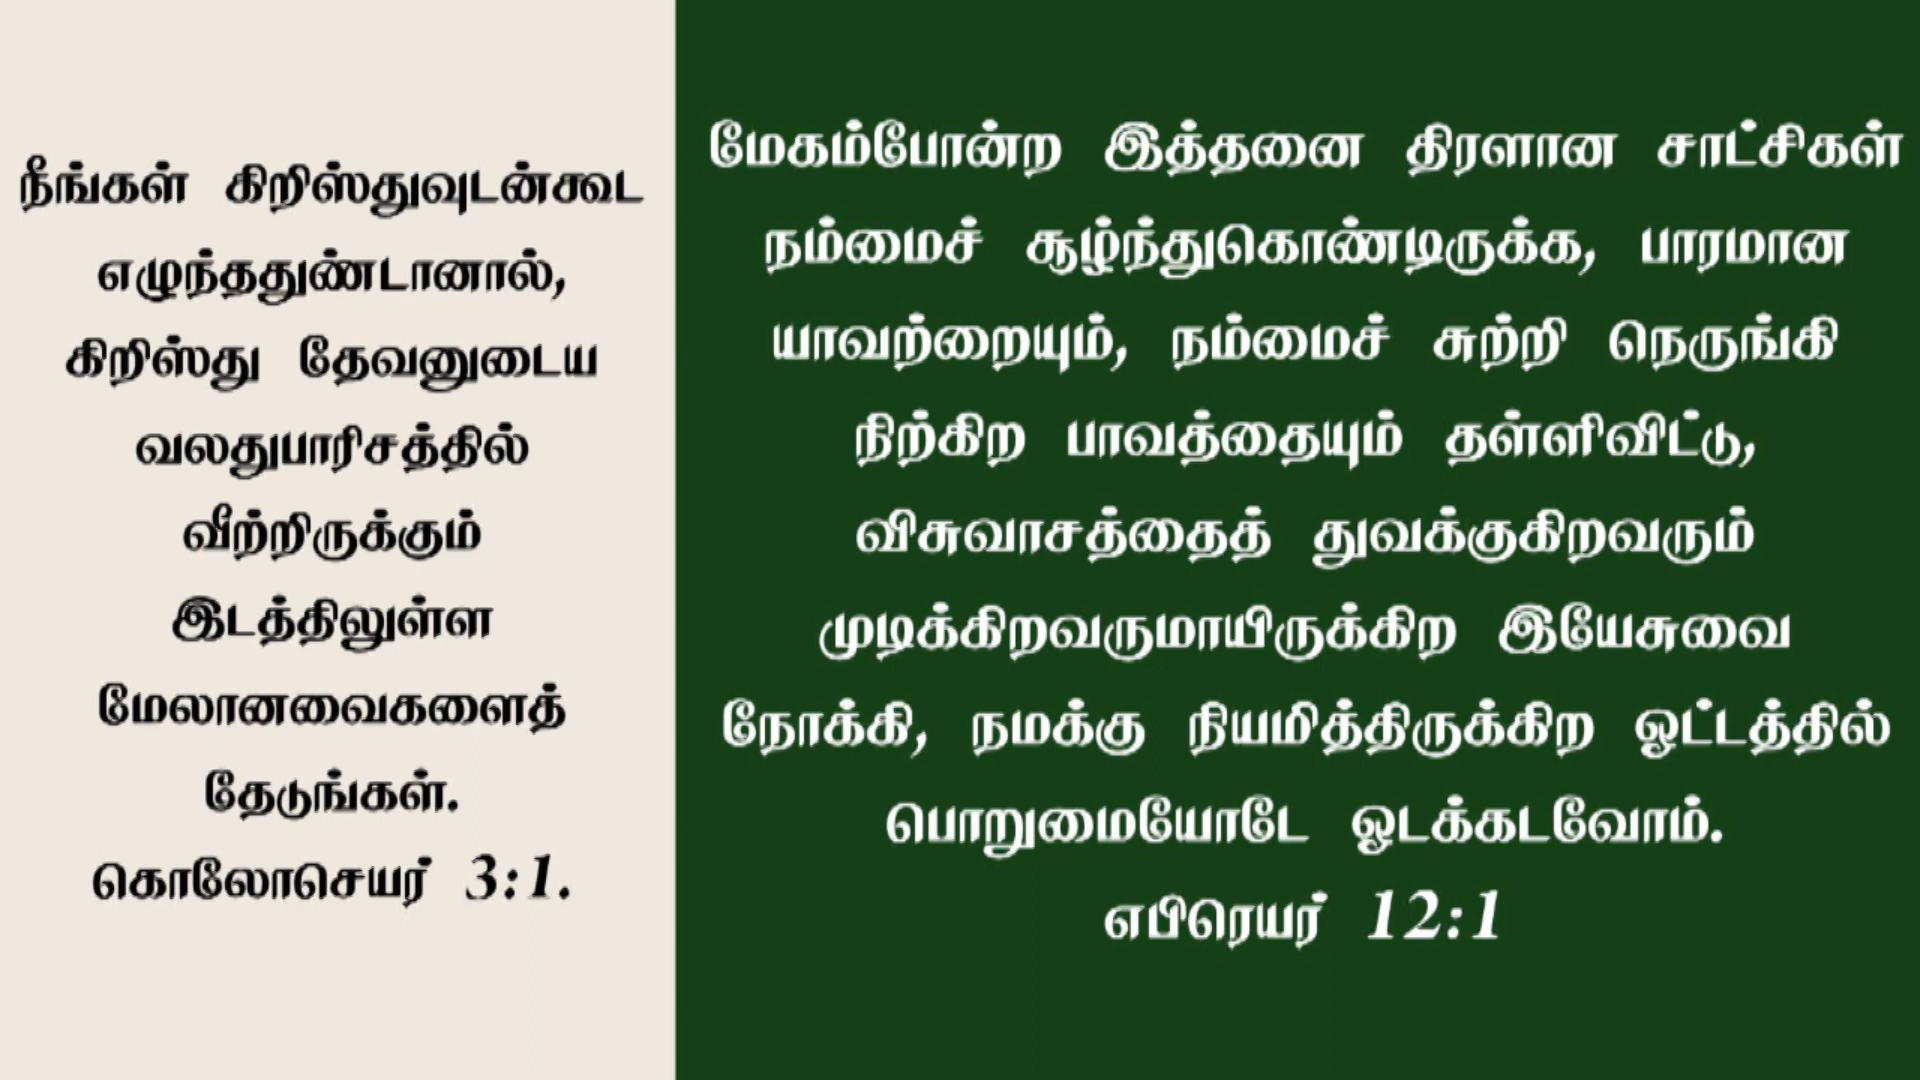 நீங்கள் கிறிஸ்துவுடன்கூட
எழுந்ததுண்டானால்,
கிறிஸ்து தேவனுடைய
வலதுபாரிசத்தில்
வீற்றிருக்கும்
இடத்திலுள்ள
மேலானவைகளைத்
தேடுங்கள்.
கொலோசெயர் 3:1.
மேகம்போன்ற இத்தனை திரளான சாட்சிகள்
நம்மைச் சூழ்ந்துகொண்டிருக்க, பாரமான
யாவற்றையும், நம்மைச் சுற்றி நெருங்கி
நிற்கிற பாவத்தையும் தள்ளிவிட்டு,
விசுவாசத்தைத் துவக்குகிறவரும்
முடிக்கிறவருமாயிருக்கிற இயேசுவை
நோக்கி, நமக்கு நியமித்திருக்கிற ஓட்டத்தில்
பொறுமையோடே ஓடக்கடவோம்.
எபிரெயர் 12:1